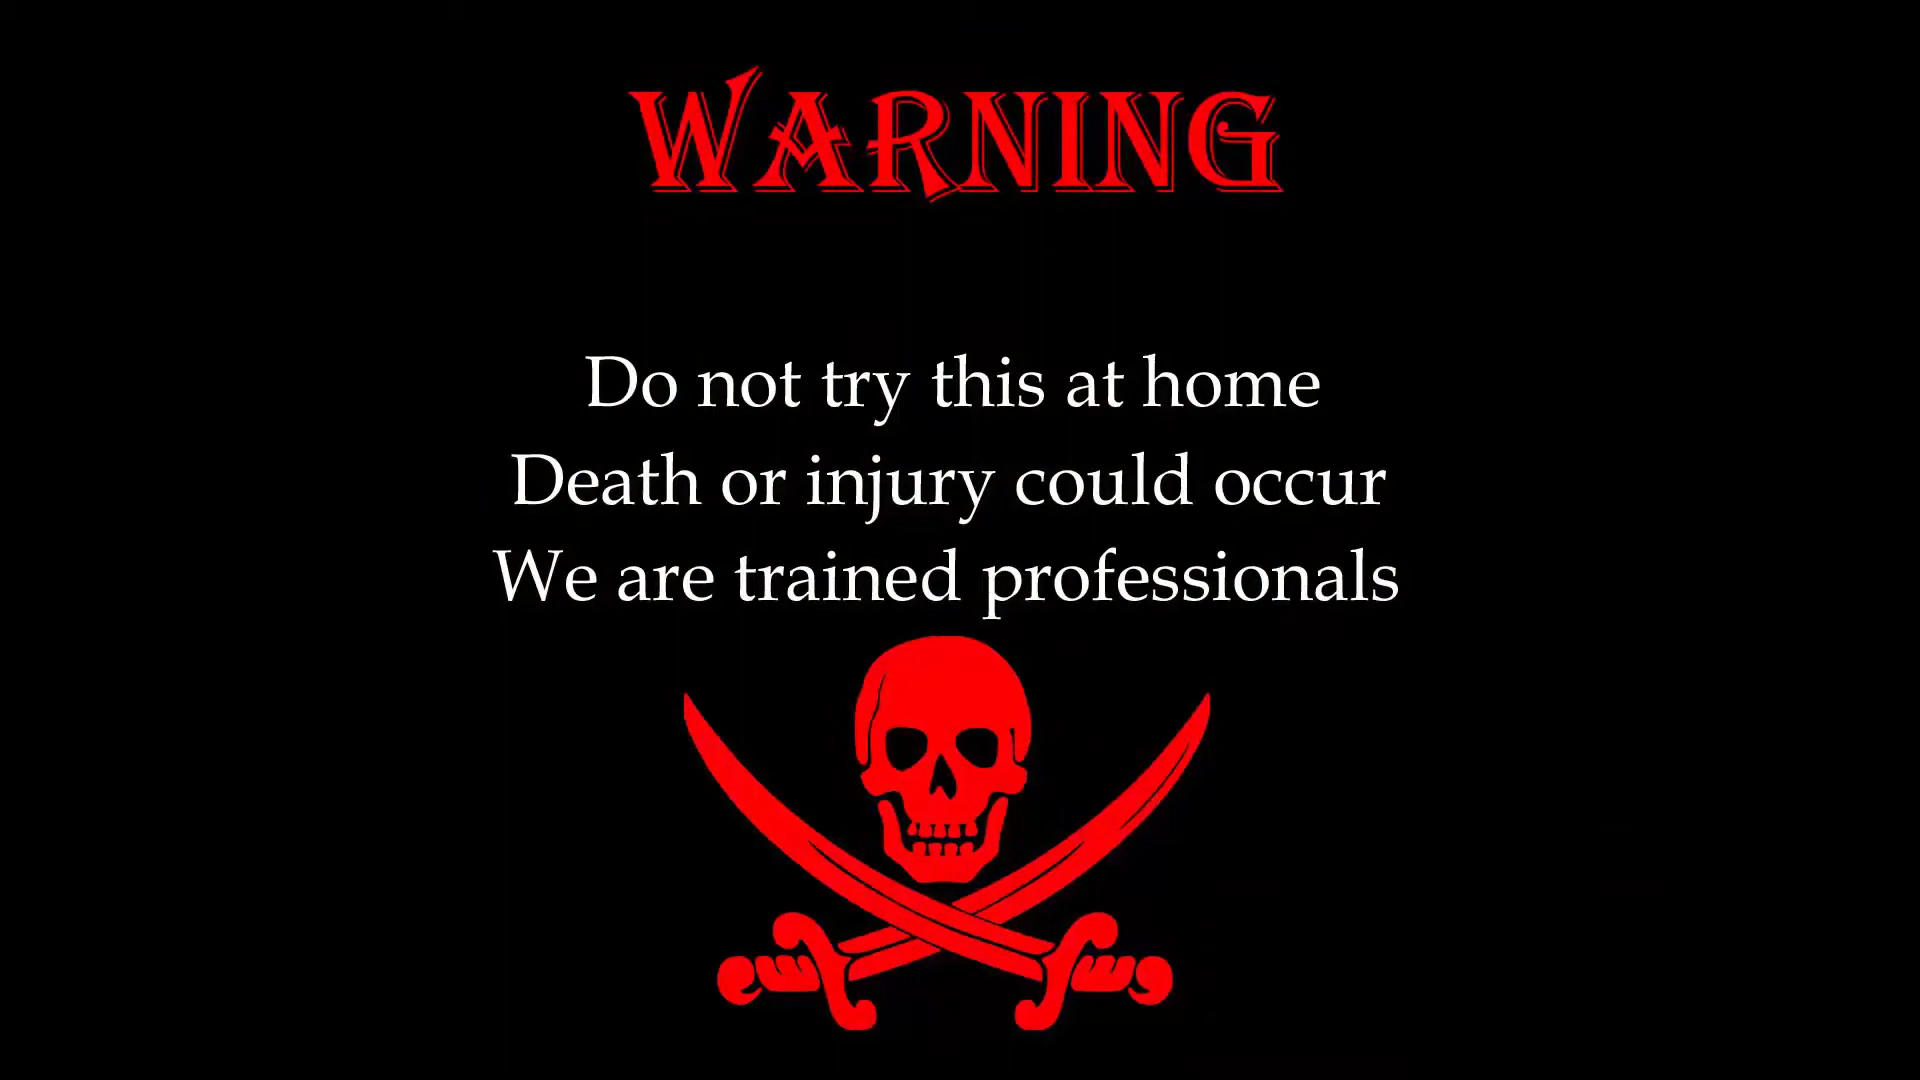 WARNING
Do not try this at home
Death or injury could occur
We are trained professionals